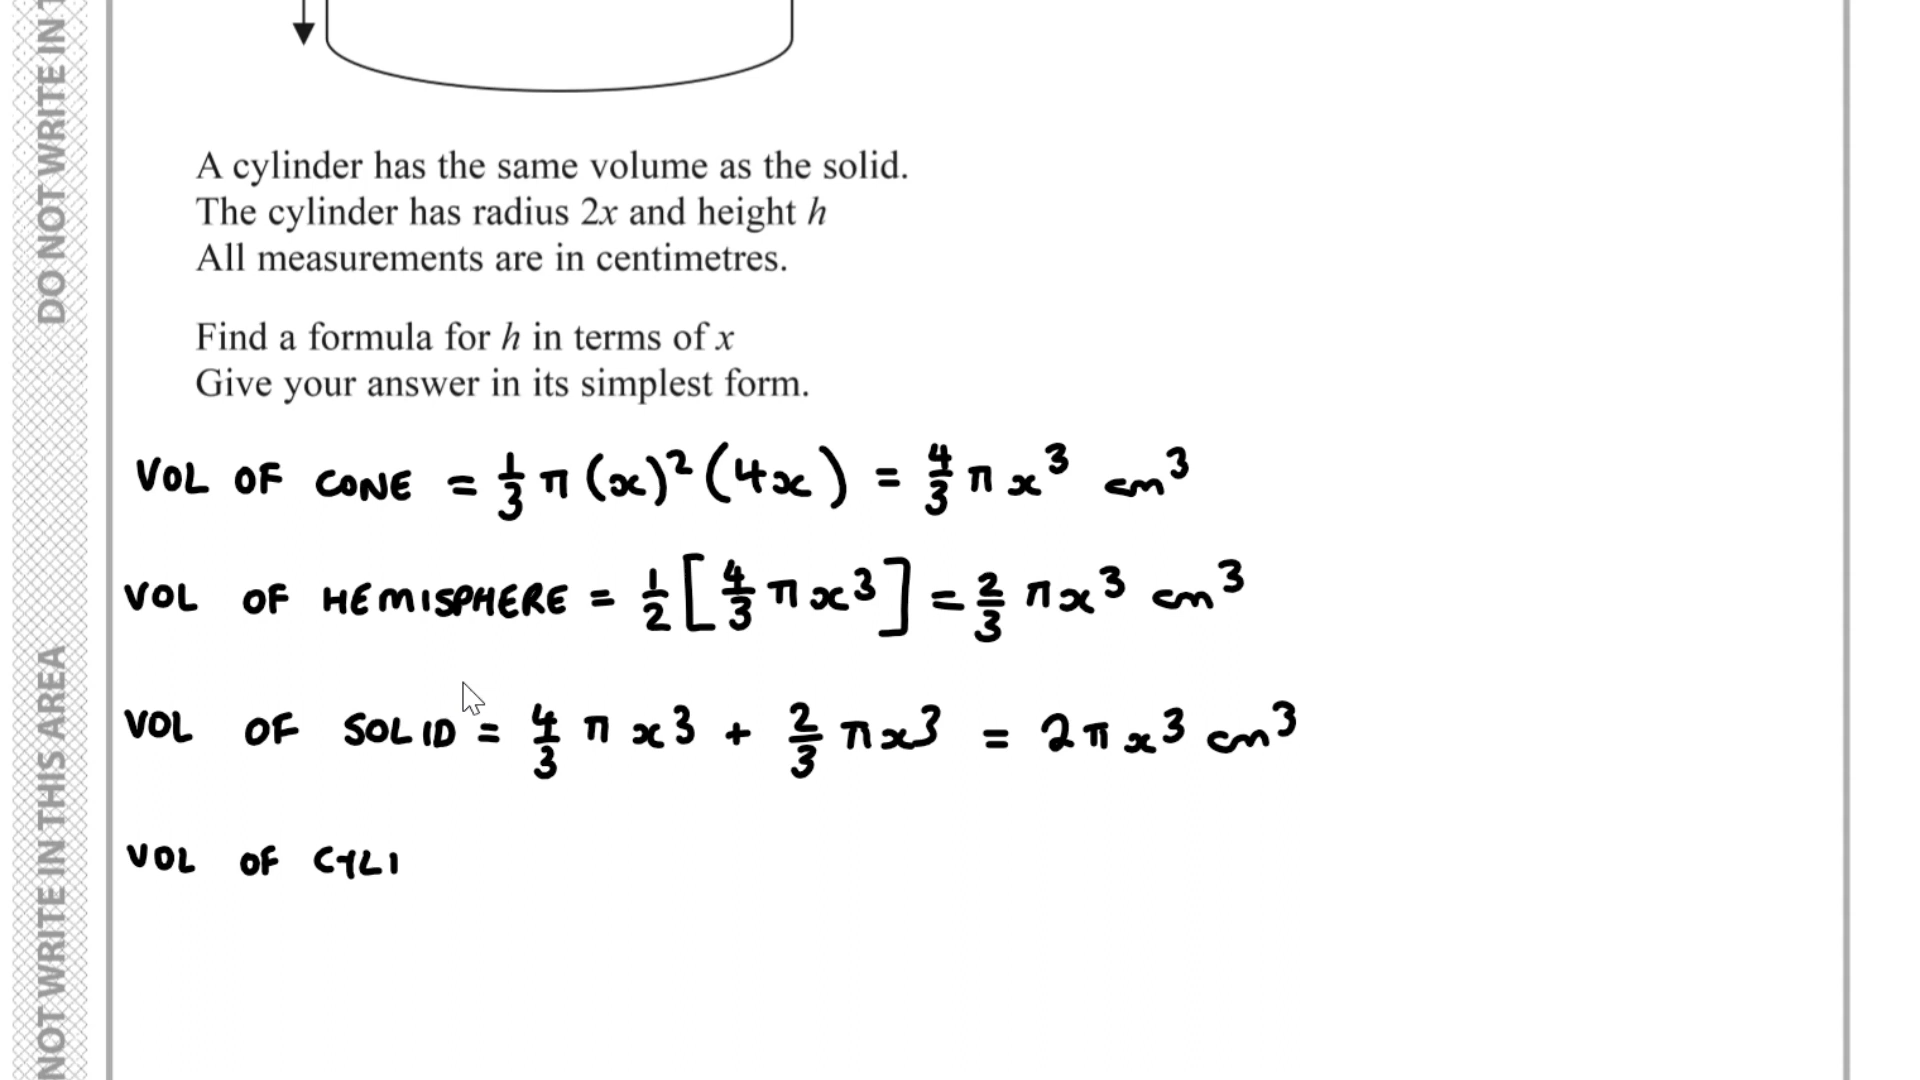 DO NOT WRITE IN T
NOT WRITE IN THIS AREA
A cylinder has the same volume as the solid.
The cylinder has radius 2x and height h
All measurements are in centimetres.
Find a formula for h in terms of x
Give your answer in its simplest form.
VOL OF CONE = 1/3 π (x)² (4x) = 4/3 π x³ cm³
VOL OF HEMISPHERE = 1/2 [4/3 π x³] = 2/3 π x³ cm³
VOL OF SOLID = 4/3 π x³ + 2/3 π x³ = 2 π x³ cm³
VOL OF CYLI